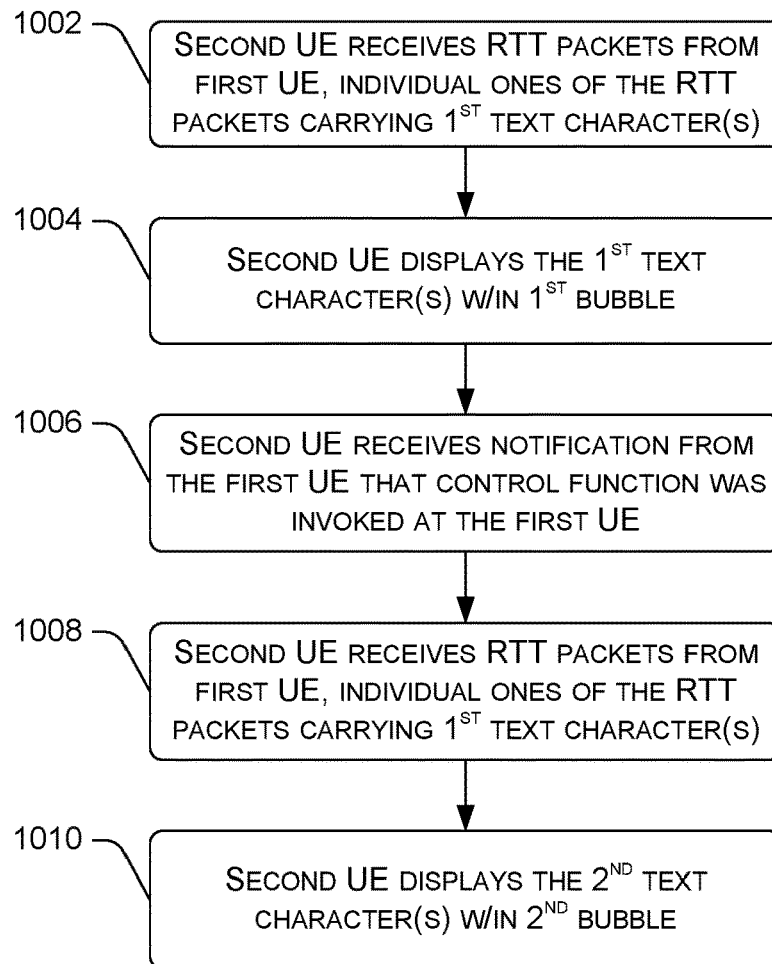 1002
SECOND UE RECEIVES RTT PACKETS FROM
FIRST UE, INDIVIDUAL ONES OF THE RTT
PACKETS CARRYING 1ST TEXT CHARACTER(S)
1004
SECOND UE DISPLAYS THE 1ST TEXT
CHARACTER(S) W/IN 1ST BUBBLE
1006
SECOND UE RECEIVES NOTIFICATION FROM
THE FIRST UE THAT CONTROL FUNCTION WAS
INVOKED AT THE FIRST UE
1008
SECOND UE RECEIVES RTT PACKETS FROM
FIRST UE, INDIVIDUAL ONES OF THE RTT
PACKETS CARRYING 1ST TEXT CHARACTER(S)
1010
SECOND UE DISPLAYS THE 2ND TEXT
CHARACTER(S) W/IN 2ND BUBBLE